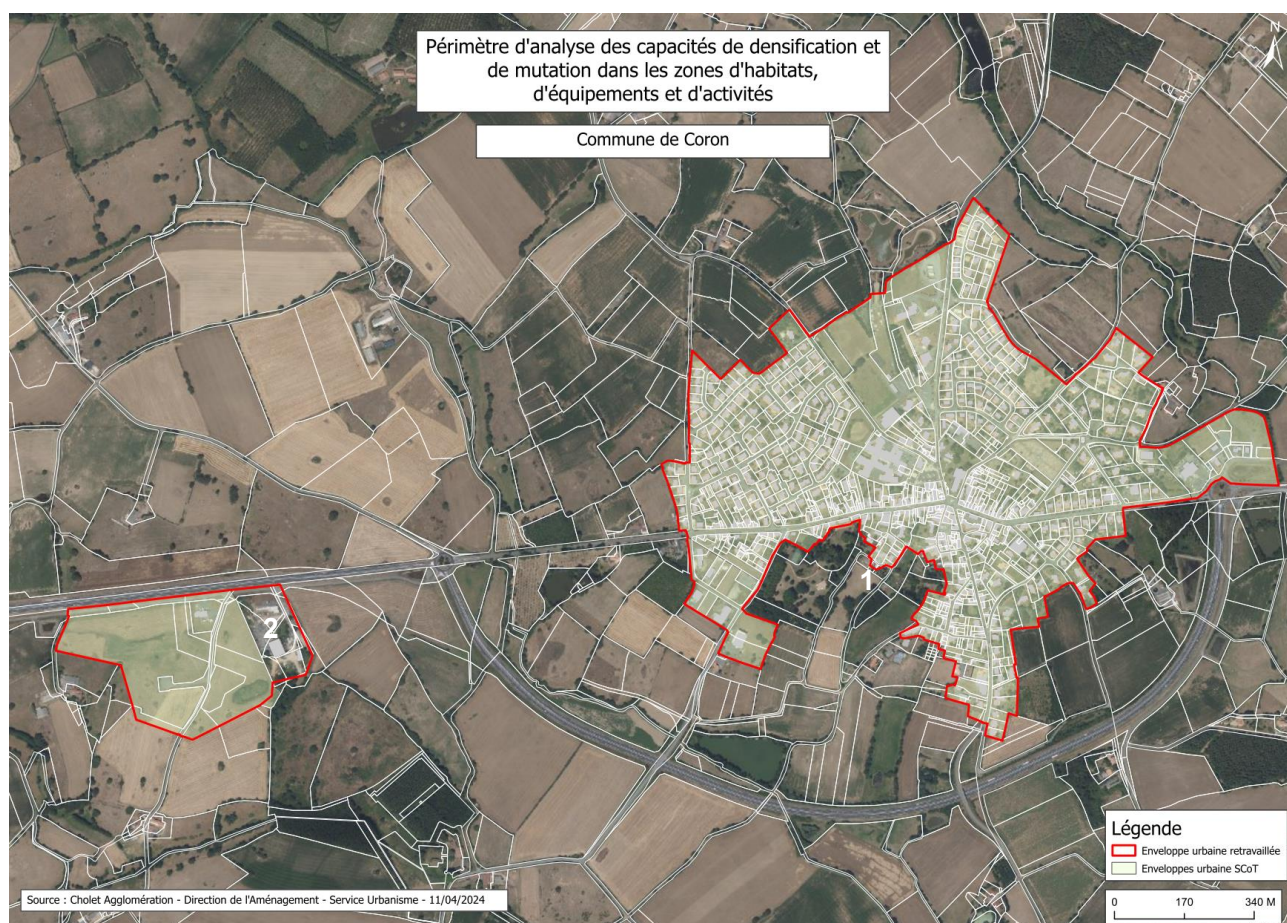 Périmètre d'analyse des capacités de densification et
de mutation dans les zones d'habitats,
d'équipements et d'activités
Commune de Coron
N
1
2
Légende
Enveloppe urbaine retravaillée
Enveloppes urbaine SCoT
Source : Cholet Agglomération - Direction de l'Aménagement - Service Urbanisme - 11/04/2024
0 170 340 M